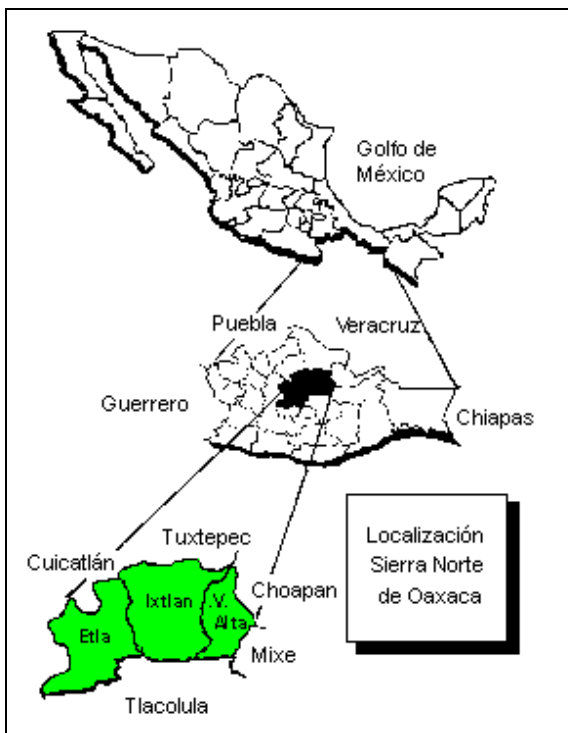 Golfo de
México
Puebla
Veracruz
Guerrero
Chiapas
Localización
Sierra Norte
de Oaxaca
Tuxtepec
Cuicatlán
Choapan
Ixtlan
.V.
Alta
Etla
Mixe
Tlacolula